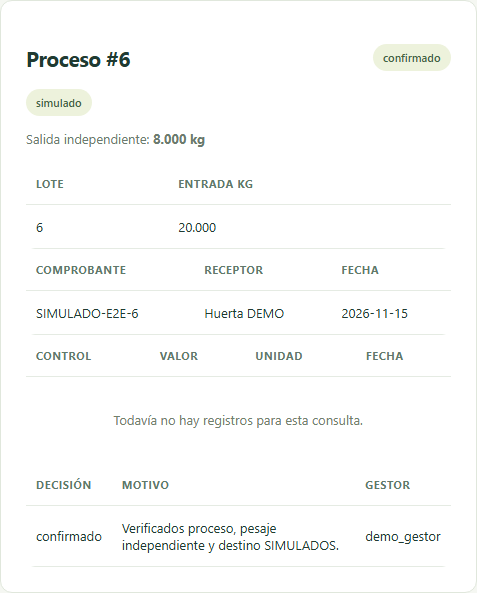 Proceso #6
confirmado
simulado
Salida independiente: 8.000 kg
LOTE ENTRADA KG
6 20.000
COMPROBANTE RECEPTOR FECHA
SIMULADO-E2E-6 Huerta DEMO 2026-11-15
CONTROL VALOR UNIDAD FECHA
Todavía no hay registros para esta consulta.
DECISIÓN MOTIVO GESTOR
confirmado Verificados proceso, pesaje independiente y destino SIMULADOS. demo_gestor